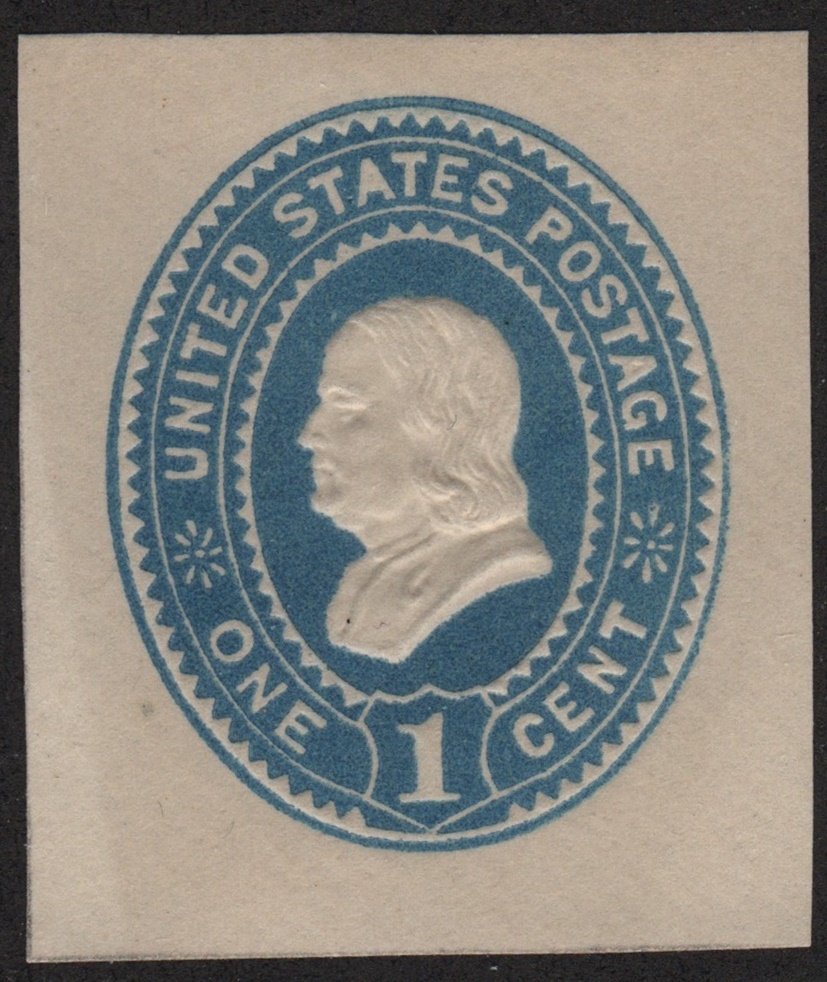 UNITED STATES POSTAGE
ONE
1
CENT